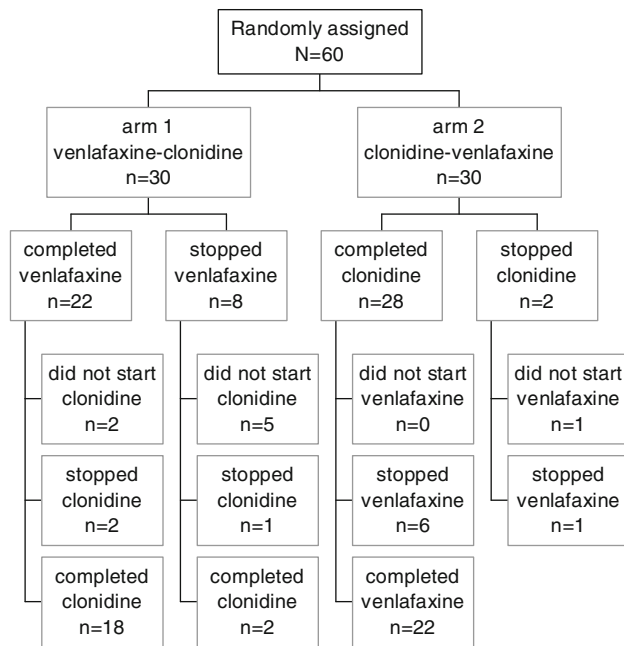 Randomly assigned
N=60
arm 1
venlafaxine-clonidine
n=30
arm 2
clonidine-venlafaxine
n=30
completed
venlafaxine
n=22
stopped
venlafaxine
n=8
completed
clonidine
n=28
stopped
clonidine
n=2
did not start
clonidine
n=2
did not start
clonidine
n=5
did not start
venlafaxine
n=0
did not start
venlafaxine
n=1
stopped
clonidine
n=2
stopped
clonidine
n=1
stopped
venlafaxine
n=6
stopped
venlafaxine
n=1
completed
clonidine
n=18
completed
clonidine
n=2
completed
venlafaxine
n=22